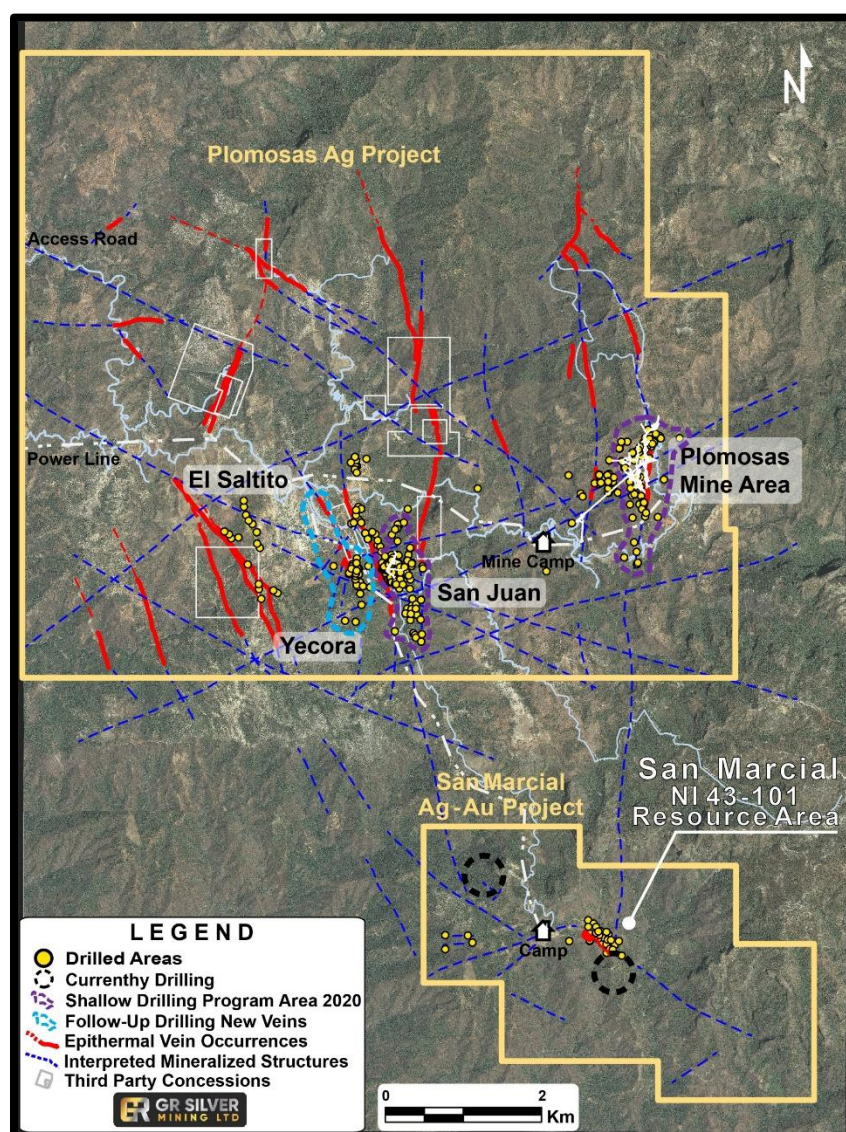 N
Plomosas Ag Project
Access Road
Power Line
El Saltito
Plomosas
Mine Area
Mine Camp
San Juan
Yecora
San Marcial
Ag-Au Project
San Marcial
NI 43-101
Resource Area
Camp
LEGEND
Drilled Areas
Currenthy Drilling
Shallow Drilling Program Area 2020
Follow-Up Drilling New Veins
Epithermal Vein Occurrences
Interpreted Mineralized Structures
Third Party Concessions
GR SILVER
MINING LTD
0 2
Km